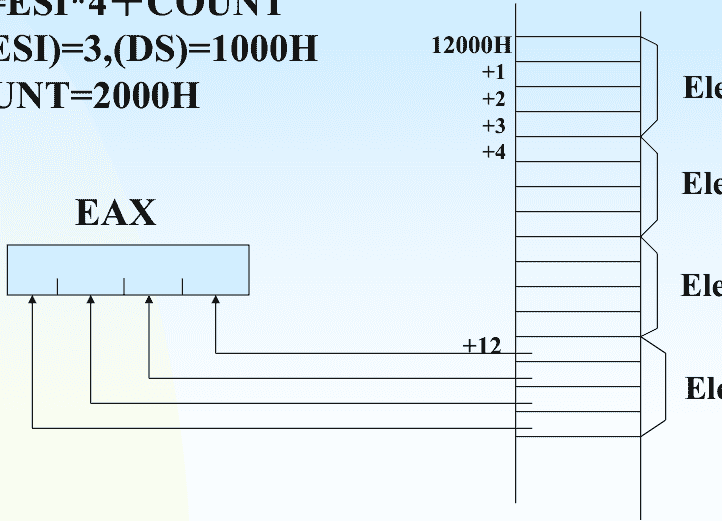 =ESI*4＋COUNT
ESI)=3,(DS)=1000H
UNT=2000H
EAX
12000H
+1
+2
+3
+4
+12
Ele
Ele
Ele
Ele